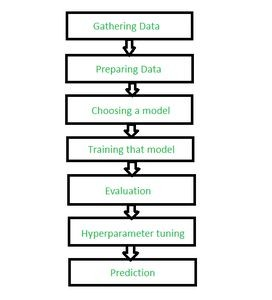 Gathering Data
Preparing Data
Choosing a model
Training that model
Evaluation
Hyperparameter tuning
Prediction